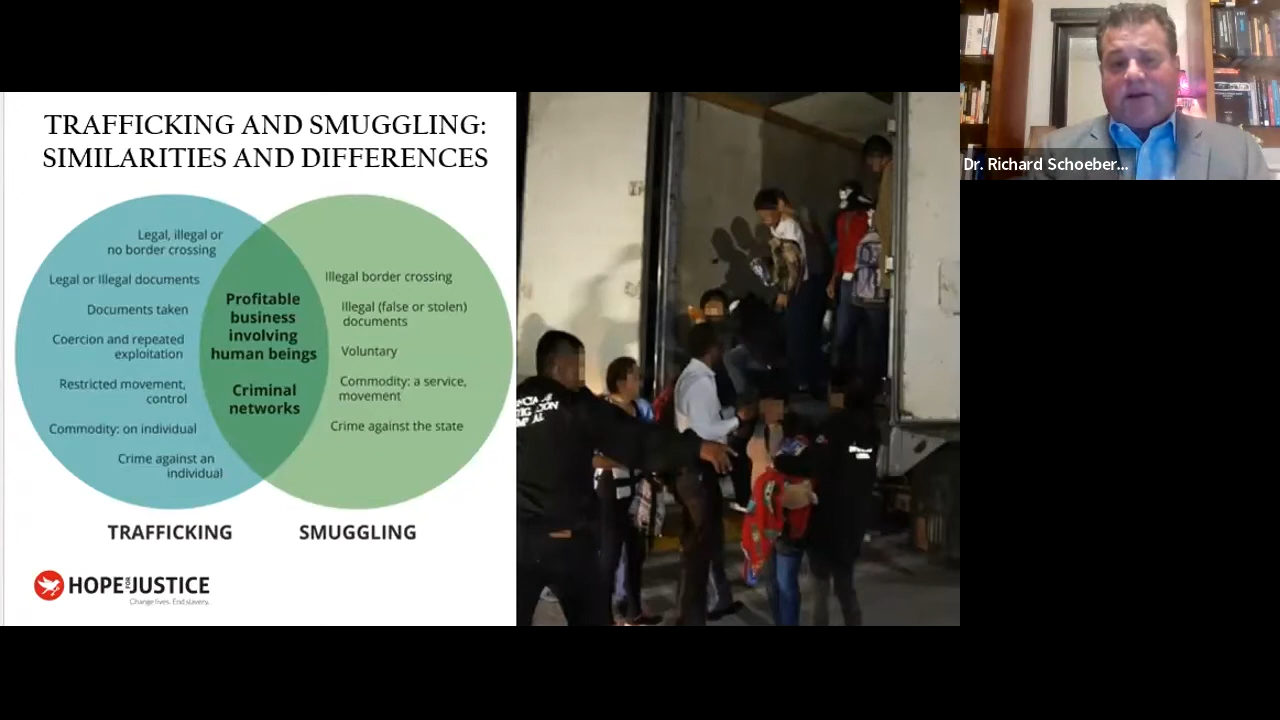 TRAFFICKING AND SMUGGLING:
SIMILARITIES AND DIFFERENCES
Legal, illegal or
no border crossing
Legal or Illegal documents
Documents taken
Coercion and repeated
exploitation
Restricted movement,
control
Commodity: on individual
Crime against an
individual
Profitable
business
involving
human beings
Criminal
networks
Illegal border crossing
Illegal (false or stolen)
documents
Voluntary
Commodity: a service,
movement
Crime against the state
TRAFFICKING
SMUGGLING
HOPE FOR JUSTICE
Change lives. End slavery.
Dr. Richard Schoeber...